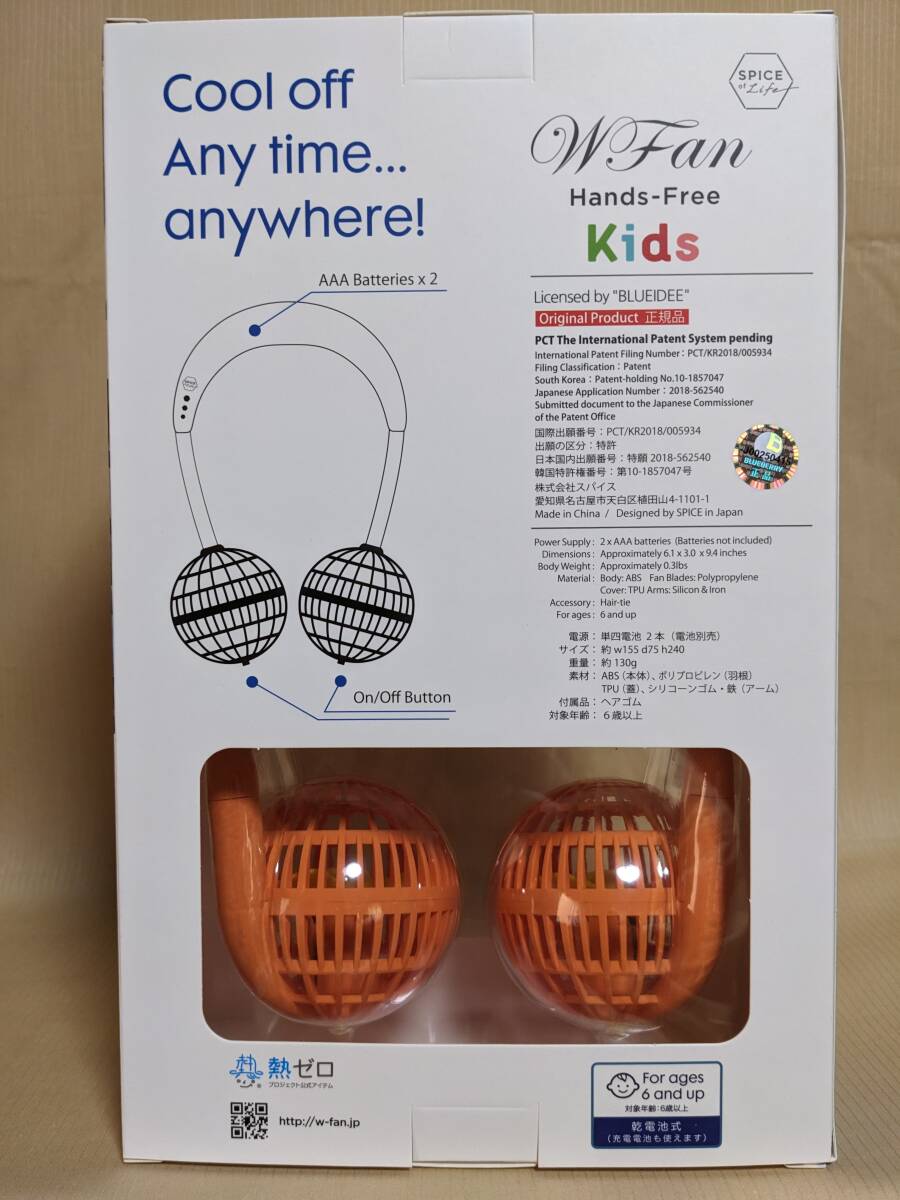 Cool off
Any time...
anywhere!
AAA Batteries x 2
On/Off Button
SPICE
of Life
W Fan
Hands-Free
Kids
Licensed by "BLUEIDEE"
Original Product 正規品
PCT The International Patent System pending
International Patent Filing Number：PCT/KR2018/005934
Filing Classification：Patent
South Korea：Patent-holding No.10-1857047
Japanese Application Number：2018-562540
Submitted document to the Japanese Commissioner
of the Patent Office
国際出願番号：PCT/KR2018/005934
出願の区分：特許
日本国内出願番号：特願 2018-562540
韓国特許権番号：第10-1857047号
株式会社スパイス
愛知県名古屋市天白区植田山4-1101-1
Made in China / Designed by SPICE in Japan
BLUEBERRY
正品
Power Supply： 2 x AAA batteries (Batteries not included)
Dimensions： Approximately 6.1 x 3.0 x 9.4 inches
Body Weight： Approximately 0.3lbs
Material： Body: ABS Fan Blades: Polypropylene
Cover: TPU Arms: Silicon & Iron
Accessory： Hair-tie
For ages： 6 and up
電源： 単四電池 2 本（電池別売）
サイズ： 約 w155 d75 h240
重量： 約 130g
素材： ABS（本体）、ポリプロピレン（羽根）
TPU（蓋）、シリコーンゴム・鉄（アーム）
付属品： ヘアゴム
対象年齢： 6 歳以上
熱ゼロ
プロジェクト公式アイテム
http://w-fan.jp
For ages
6 and up
対象年齢：6歳以上
乾電池式
（充電電池も使えます）